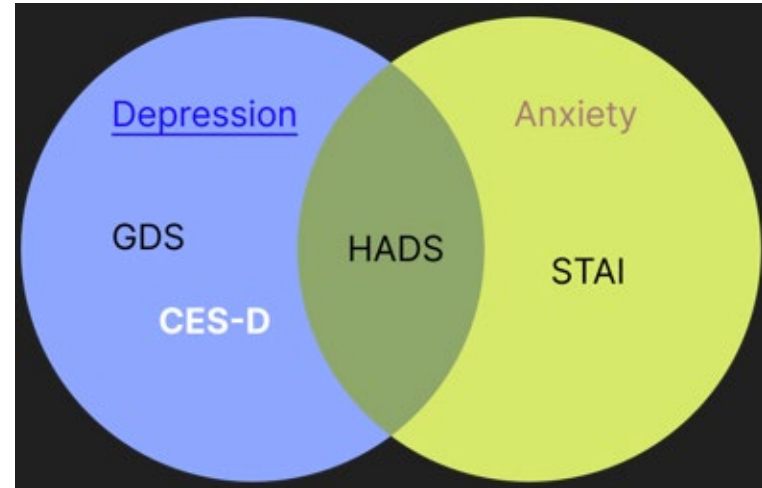 Depression
Anxiety
GDS
HADS
STAI
CES-D